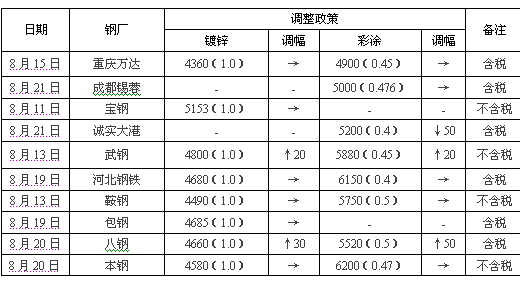 日期 钢厂 调整政策 备注
镀锌 调幅 彩涂 调幅
8月15日 重庆万达 4360（1.0） → 4900（0.45） → 含税
8月21日 成都锡蓉 - - 5000（0.476） → 含税
8月11日 宝钢 5153（1.0） → - - 不含税
8月21日 诚实大港 - - 5200（0.4） ↓50 含税
8月13日 武钢 4800（1.0） ↑20 5880（0.45） ↑20 不含税
8月19日 河北钢铁 4680（1.0） → 6150（0.4） → 含税
8月13日 鞍钢 4490（1.0） → 5750（0.5） → 不含税
8月19日 包钢 4685（1.0） → - - 含税
8月20日 八钢 4660（1.0） ↑30 5520（0.5） ↑50 含税
8月20日 本钢 4580（1.0） → 6200（0.47） → 不含税